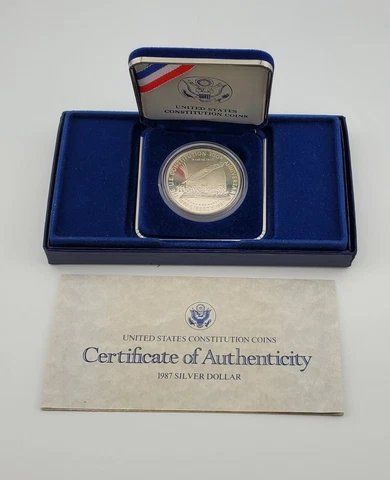 UNITED STATES
CONSTITUTION COINS
UNITED STATES CONSTITUTION COINS
Certificate of Authenticity
1987 SILVER DOLLAR